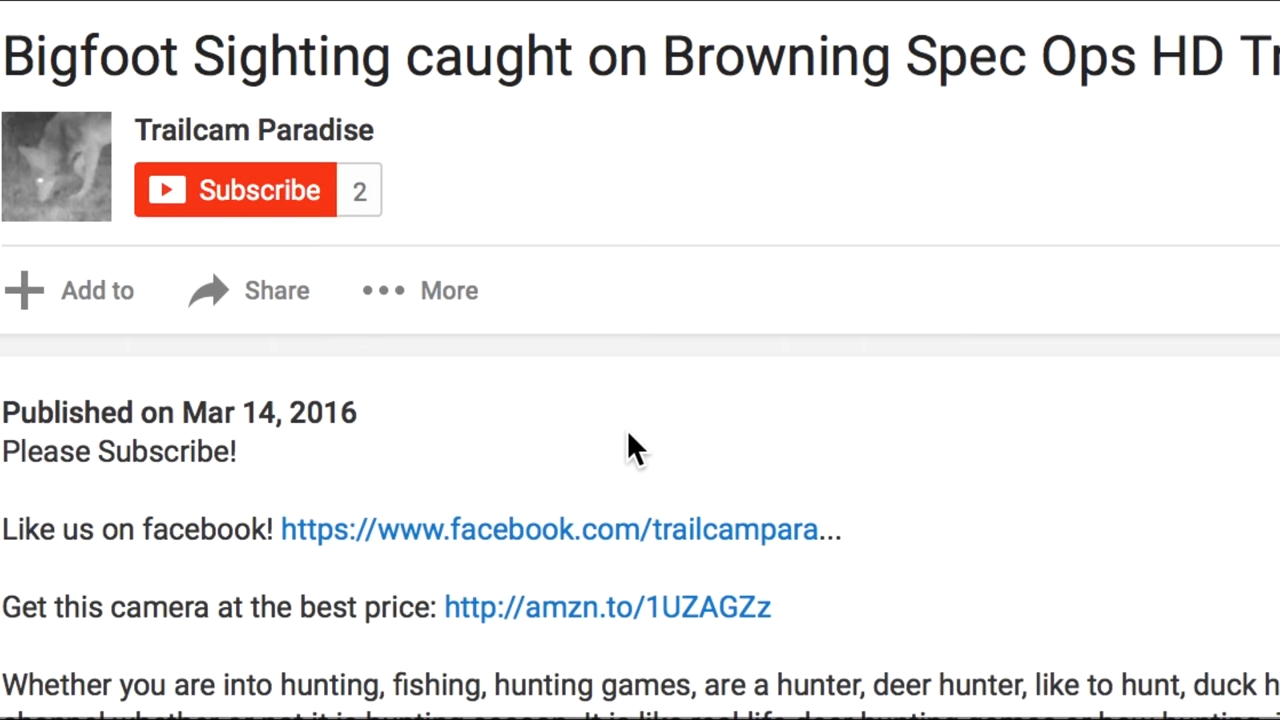 Bigfoot Sighting caught on Browning Spec Ops HD
Trailcam Paradise
Subscribe 2
Add to Share More
Published on Mar 14, 2016
Please Subscribe!
Like us on facebook! https://www.facebook.com/trailcampara...
Get this camera at the best price: http://amzn.to/1UZAGZz
Whether you are into hunting, fishing, hunting games, are a hunter, deer hunter, like to hunt, duck